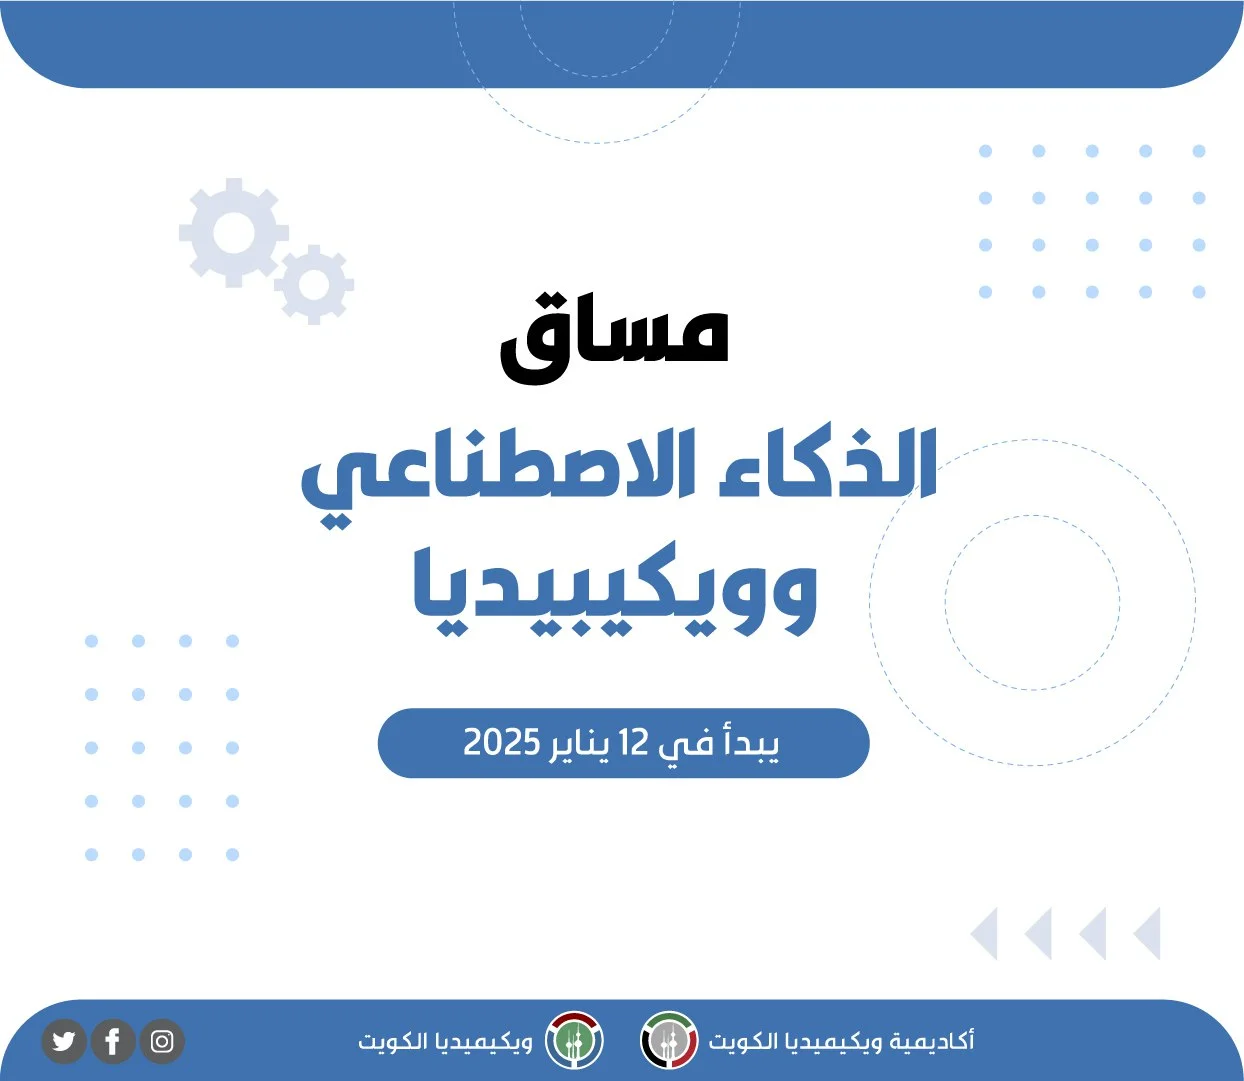 مساق
الذكاء الاصطناعي
وويكيبيديا
يبدأ في 12 يناير 2025
أكاديمية ويكيميديا الكويت
ويكيميديا الكويت